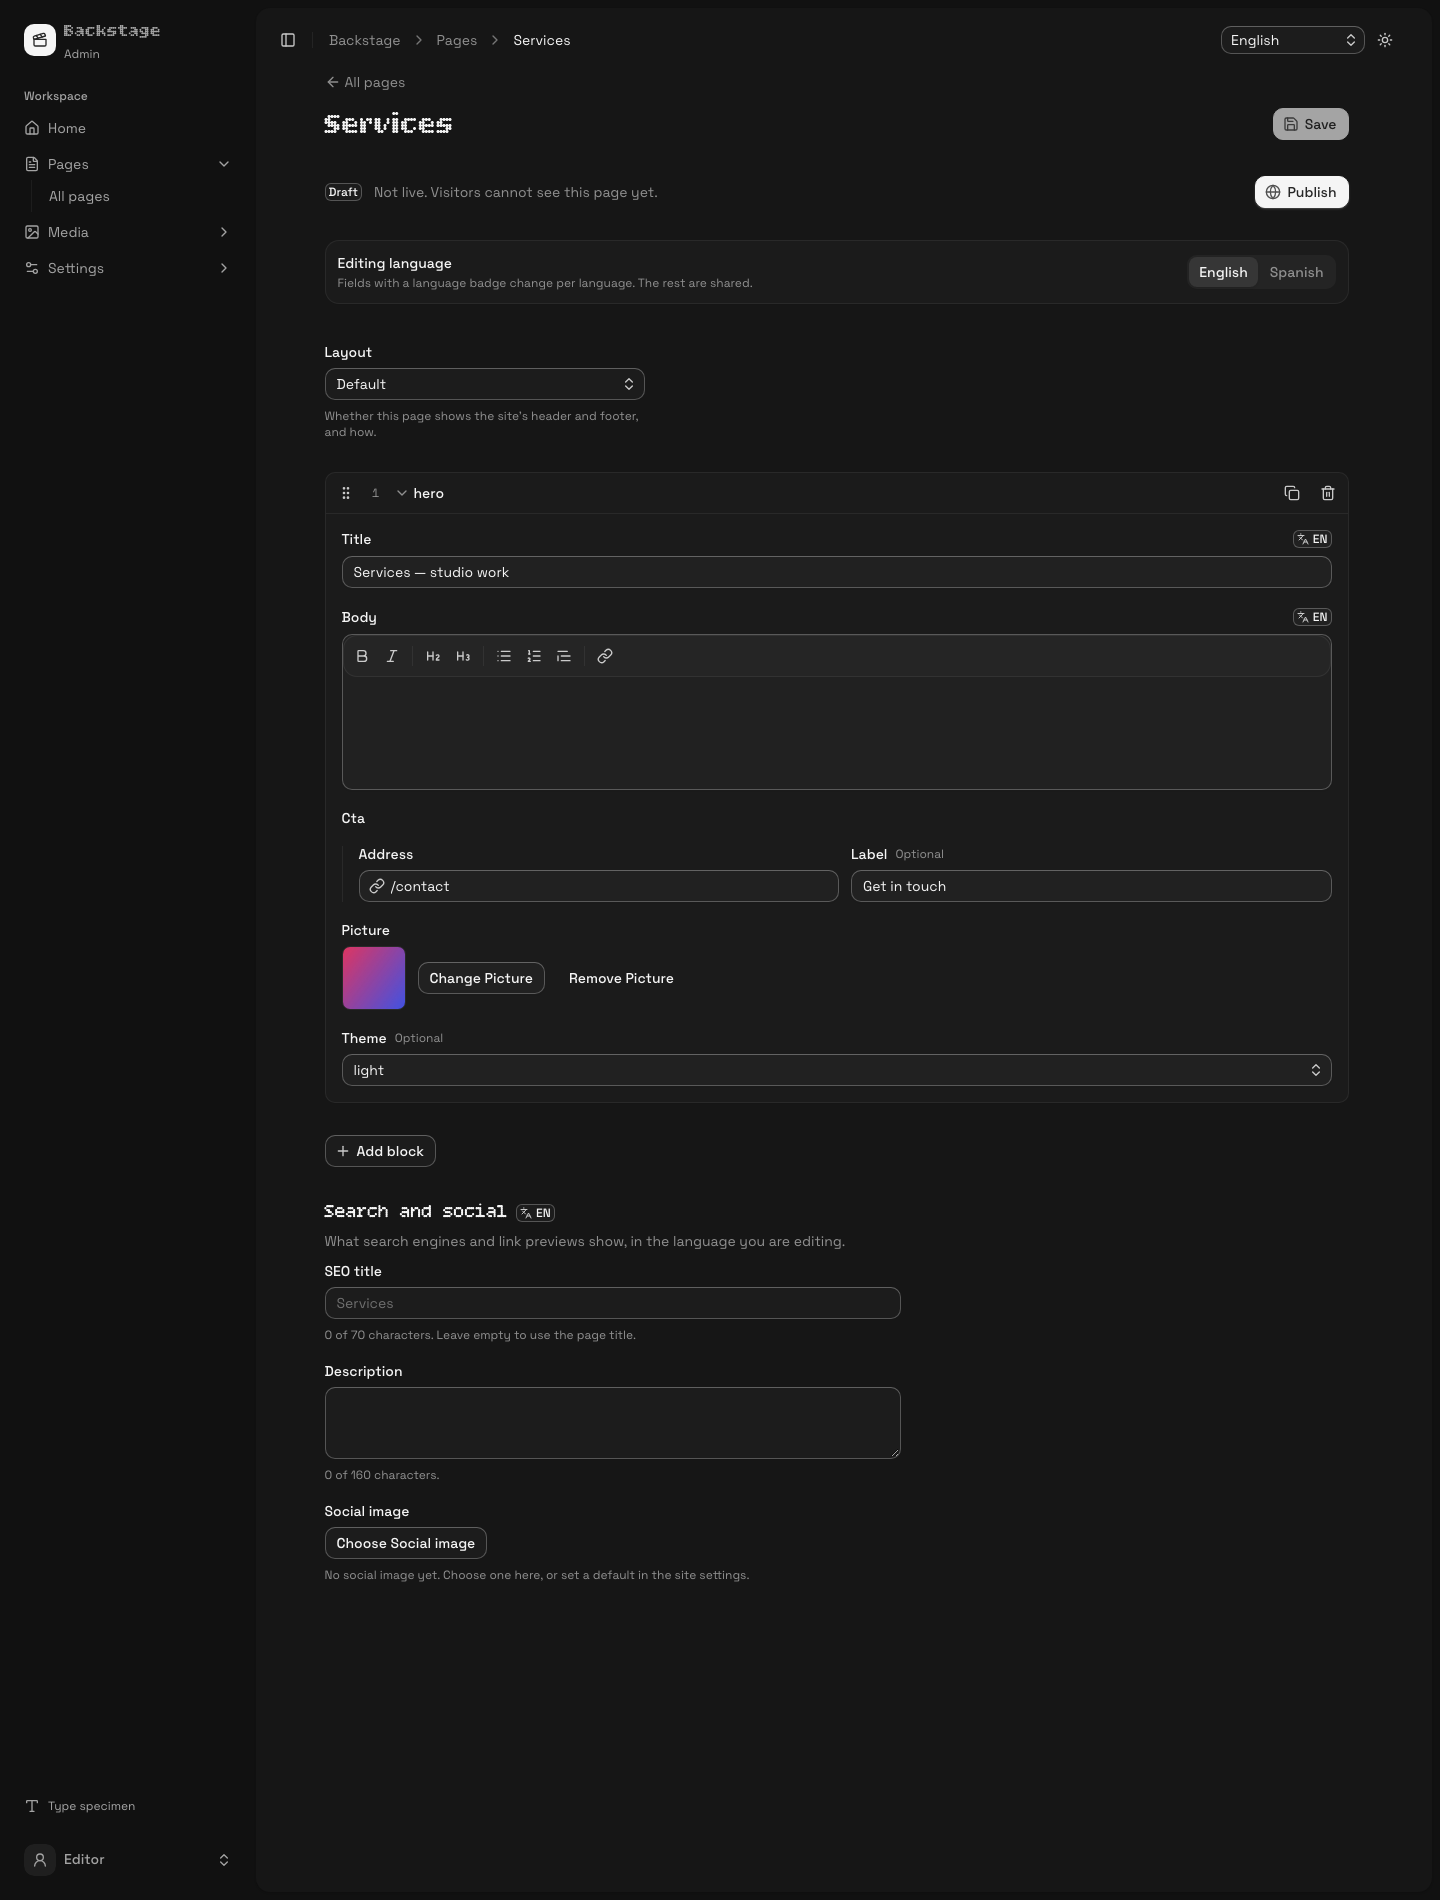 Backstage
Admin
Workspace
Home
Pages
All pages
Media
Settings
Type specimen
Editor
Backstage
Pages
Services
English
All pages
Services
Save
Draft
Not live. Visitors cannot see this page yet.
Publish
Editing language
Fields with a language badge change per language. The rest are shared.
English
Spanish
Layout
Default
Whether this page shows the site's header and footer,
and how.
1
hero
Title
EN
Services — studio work
Body
EN
B I H2 H3
Cta
Address
Label Optional
/contact
Get in touch
Picture
Change Picture
Remove Picture
Theme Optional
light
Add block
Search and social
EN
What search engines and link previews show, in the language you are editing.
SEO title
Services
0 of 70 characters. Leave empty to use the page title.
Description
0 of 160 characters.
Social image
Choose Social image
No social image yet. Choose one here, or set a default in the site settings.